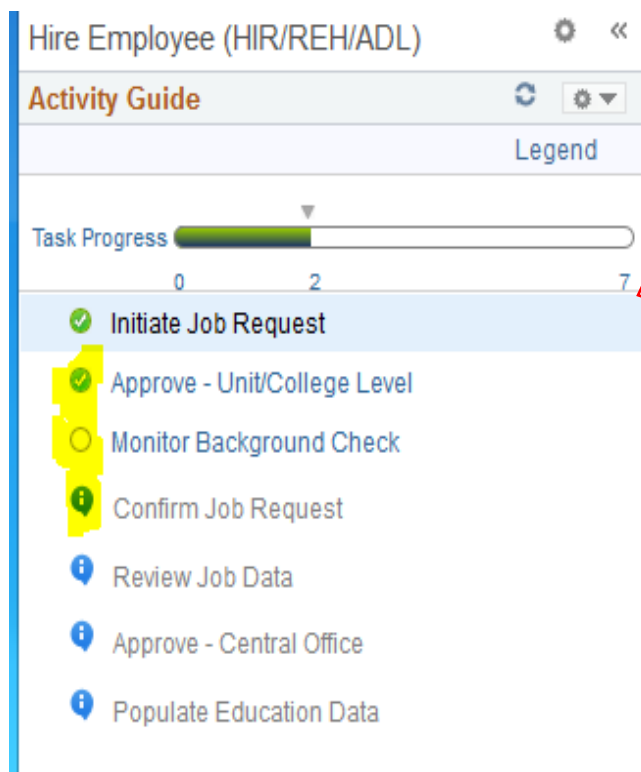 Hire Employee (HIR/REH/ADL)
Activity Guide
Legend
Task Progress
0 2 7
Initiate Job Request
Approve - Unit/College Level
Monitor Background Check
Confirm Job Request
Review Job Data
Approve - Central Office
Populate Education Data